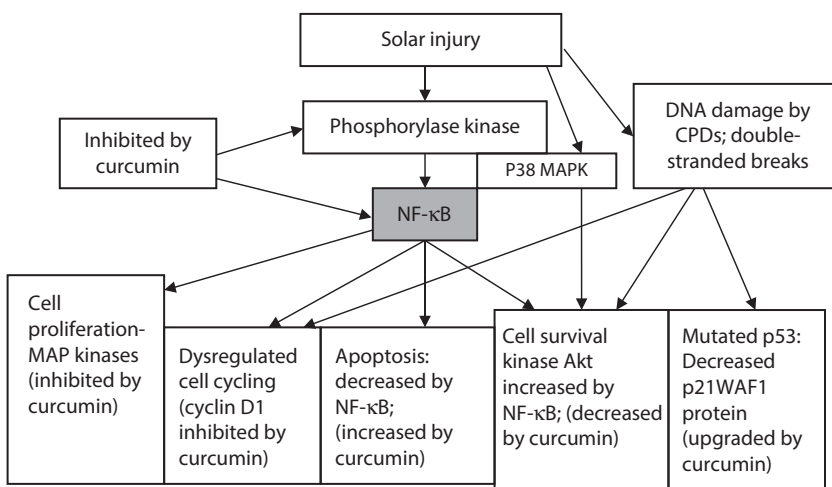 Solar injury
Phosphorylase kinase
DNA damage by
CPDs; double-
stranded breaks
Inhibited by
curcumin
P38 MAPK
NF-κB
Cell
proliferation-
MAP kinases
(inhibited by
curcumin)
Dysregulated
cell cycling
(cyclin D1
inhibited by
curcumin)
Apoptosis:
decreased by
NF-κB;
(increased by
curcumin)
Cell survival
kinase Akt
increased by
NF-κB; (decreased
by curcumin)
Mutated p53:
Decreased
p21WAF1
protein
(upgraded by
curcumin)